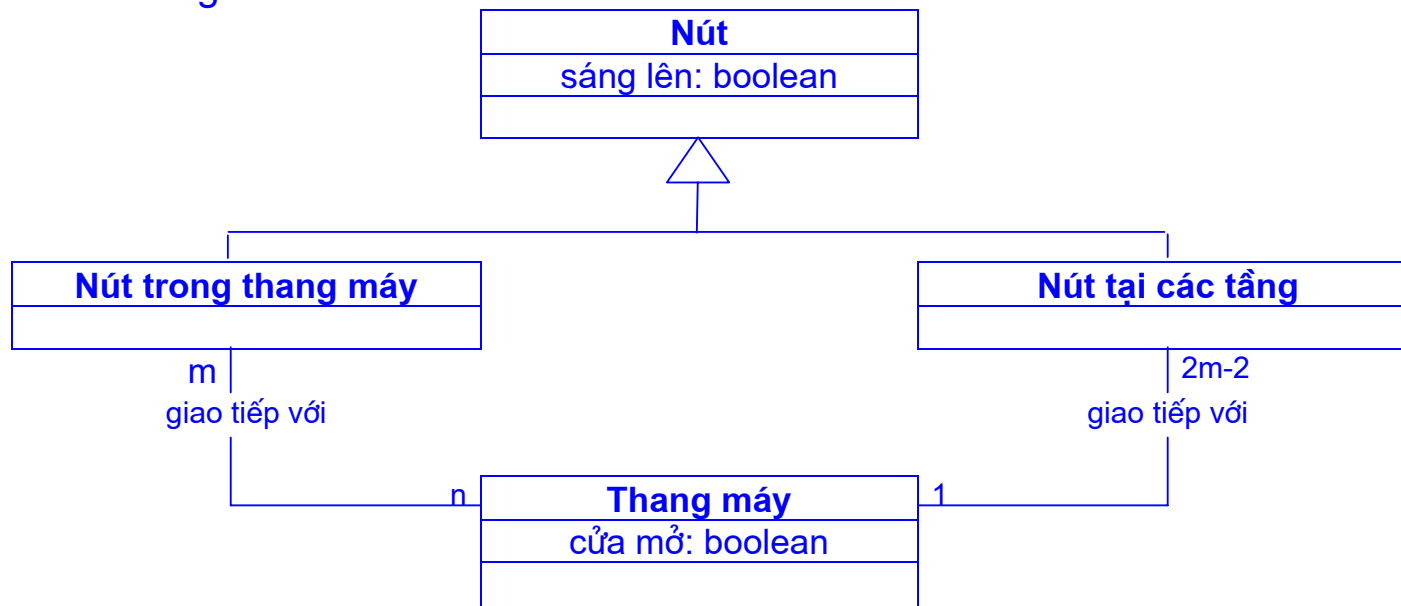 Nút
sáng lên: boolean
Nút trong thang máy
Nút tại các tầng
m
2m-2
giao tiếp với
giao tiếp với
n
Thang máy
1
cửa mở: boolean